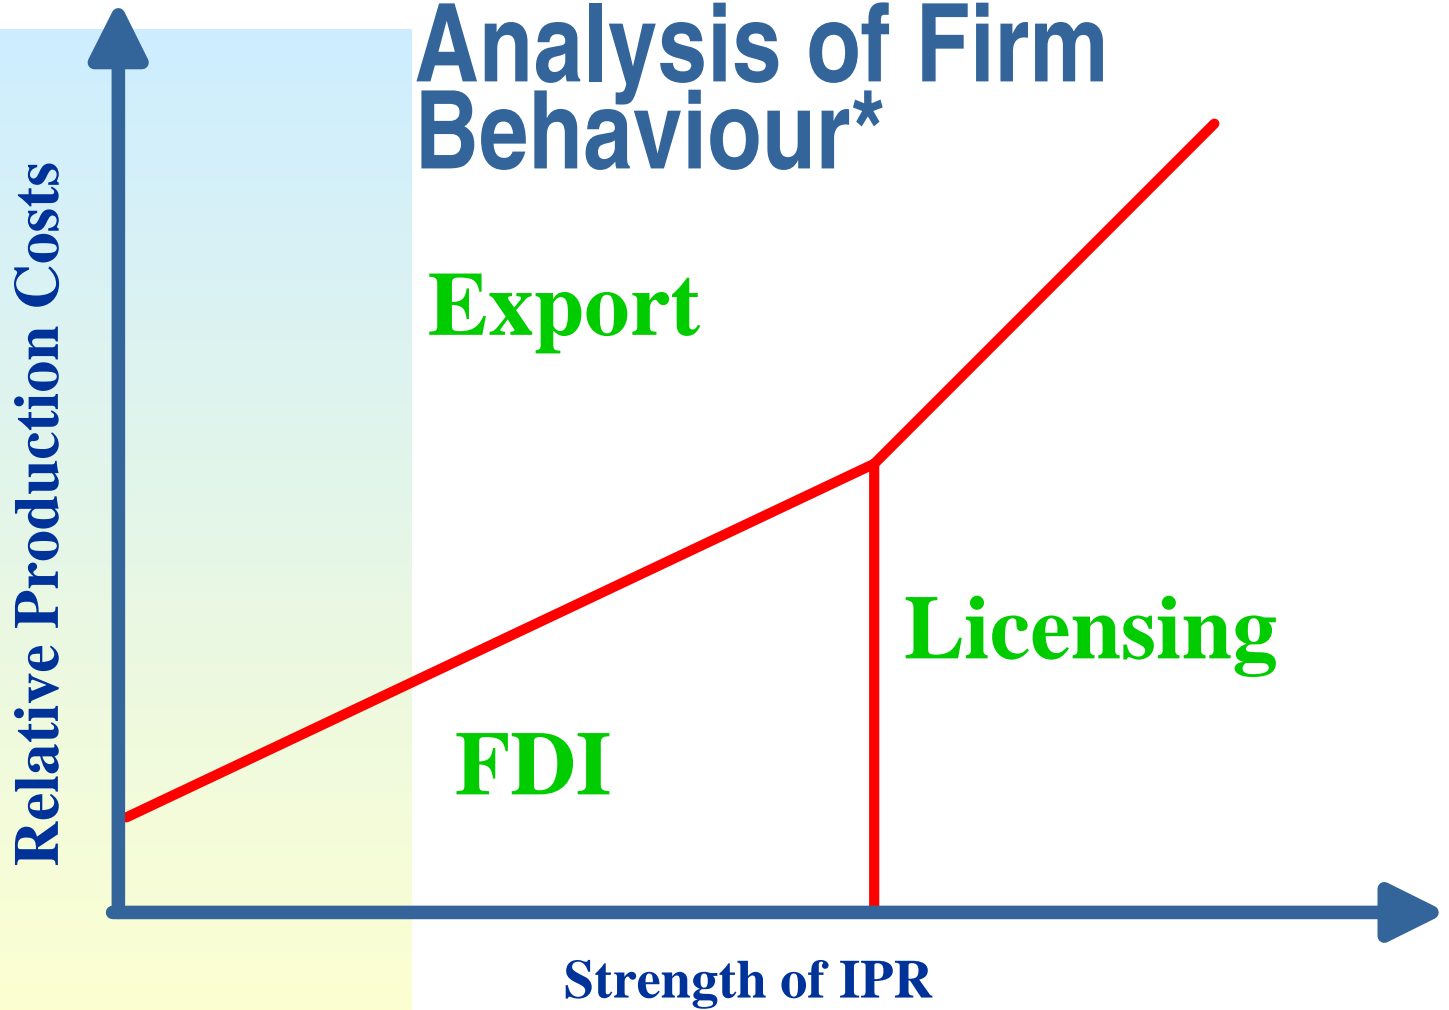 Analysis of Firm
Behaviour*
Relative Production Costs
Export
Licensing
FDI
Strength of IPR